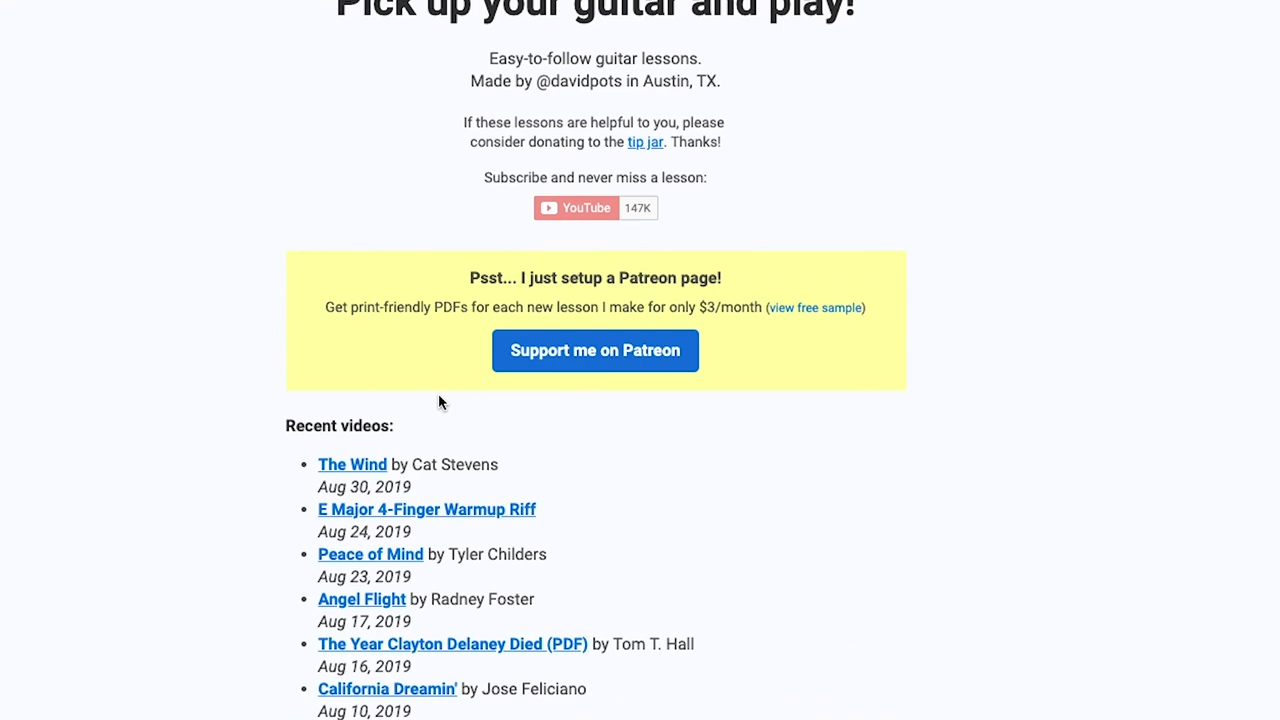 Pick up your guitar and play!
Easy-to-follow guitar lessons.
Made by @davidpots in Austin, TX.
If these lessons are helpful to you, please
consider donating to the tip jar. Thanks!
Subscribe and never miss a lesson:
YouTube 147K
Psst... I just setup a Patreon page!
Get print-friendly PDFs for each new lesson I make for only $3/month (view free sample)
Support me on Patreon
Recent videos:
• The Wind by Cat Stevens
Aug 30, 2019
• E Major 4-Finger Warmup Riff
Aug 24, 2019
• Peace of Mind by Tyler Childers
Aug 23, 2019
• Angel Flight by Radney Foster
Aug 17, 2019
• The Year Clayton Delaney Died (PDF) by Tom T. Hall
Aug 16, 2019
• California Dreamin' by Jose Feliciano
Aug 10, 2019